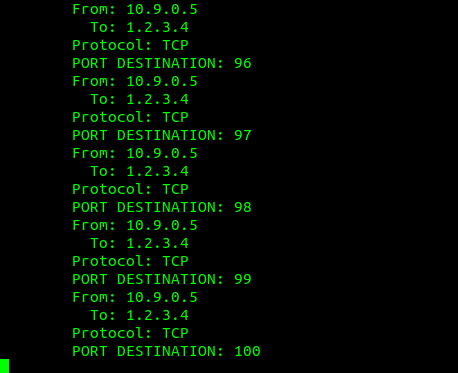 From: 10.9.0.5
To: 1.2.3.4
Protocol: TCP
PORT DESTINATION: 96
From: 10.9.0.5
To: 1.2.3.4
Protocol: TCP
PORT DESTINATION: 97
From: 10.9.0.5
To: 1.2.3.4
Protocol: TCP
PORT DESTINATION: 98
From: 10.9.0.5
To: 1.2.3.4
Protocol: TCP
PORT DESTINATION: 99
From: 10.9.0.5
To: 1.2.3.4
Protocol: TCP
PORT DESTINATION: 100